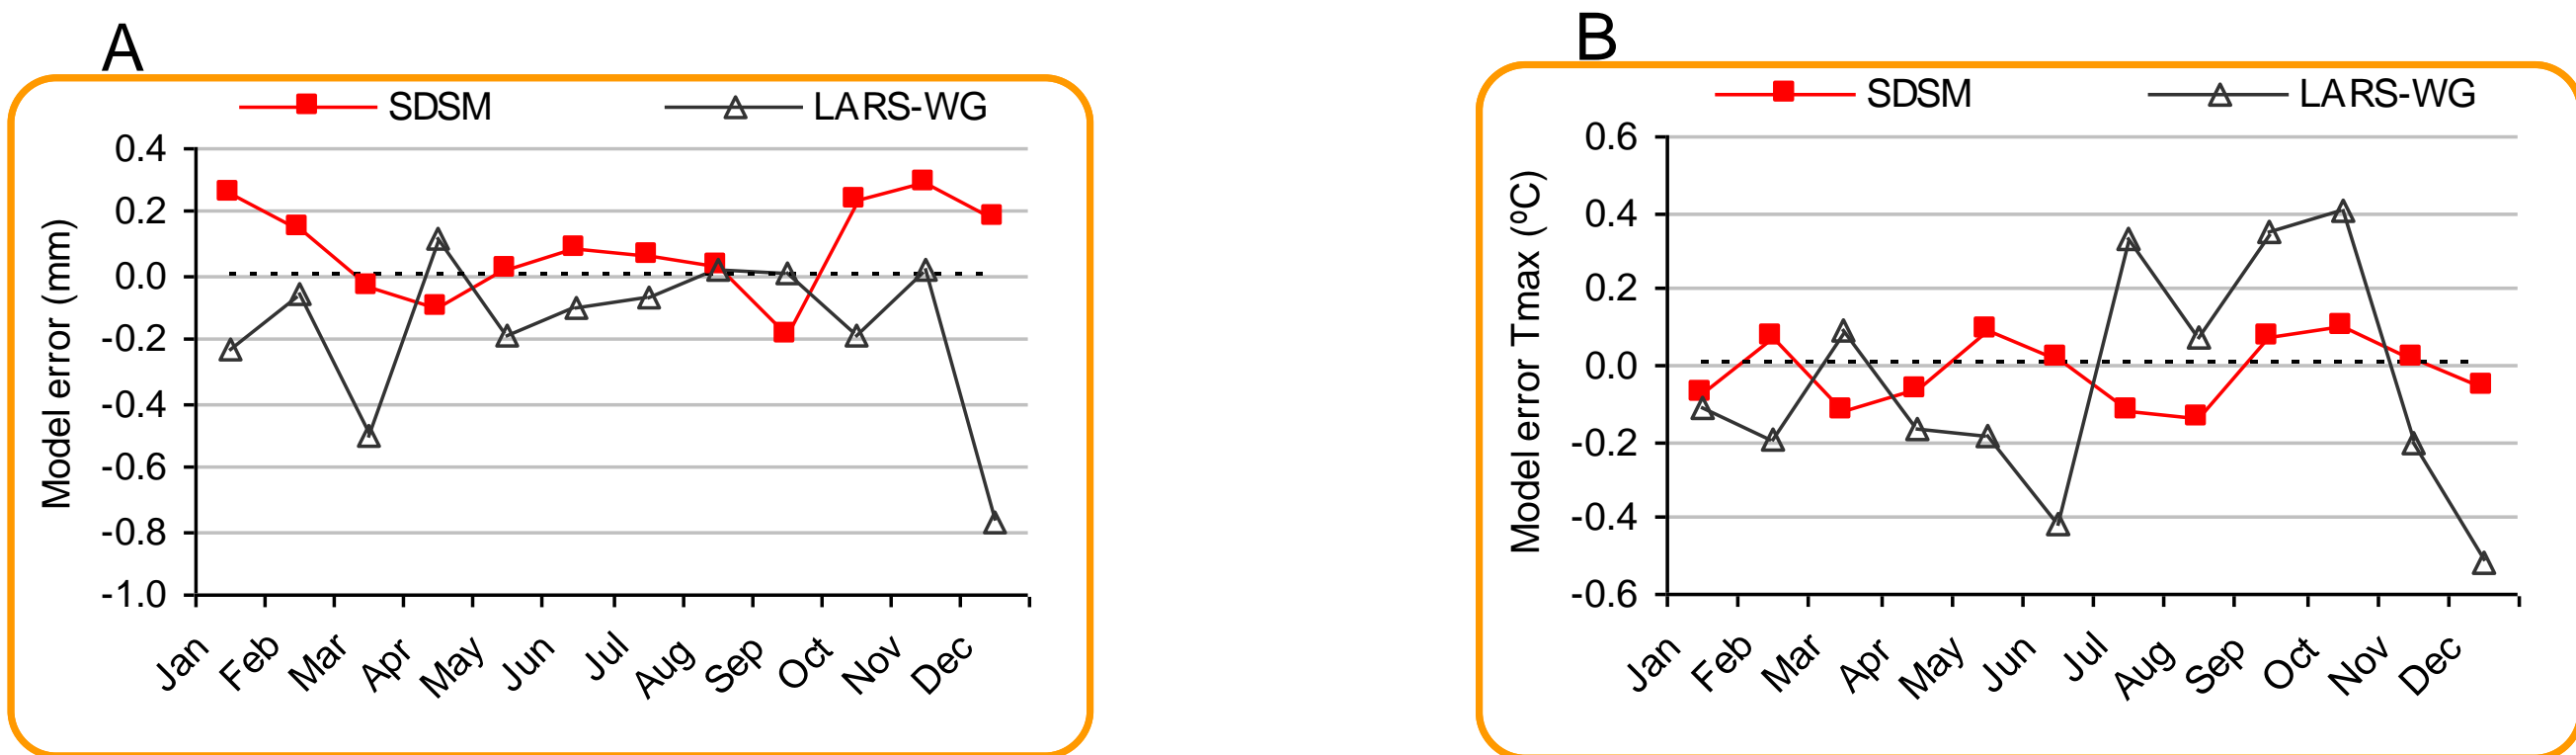 A
SDSM LARS-WG
0.4
0.2
0.0
-0.2
-0.4
-0.6
-0.8
-1.0
Model error (mm)
Jan Feb Mar Apr May Jun Jul Aug Sep Oct Nov Dec
B
SDSM LARS-WG
0.6
0.4
0.2
0.0
-0.2
-0.4
-0.6
Model error Tmax (ºC)
Jan Feb Mar Apr May Jun Jul Aug Sep Oct Nov Dec